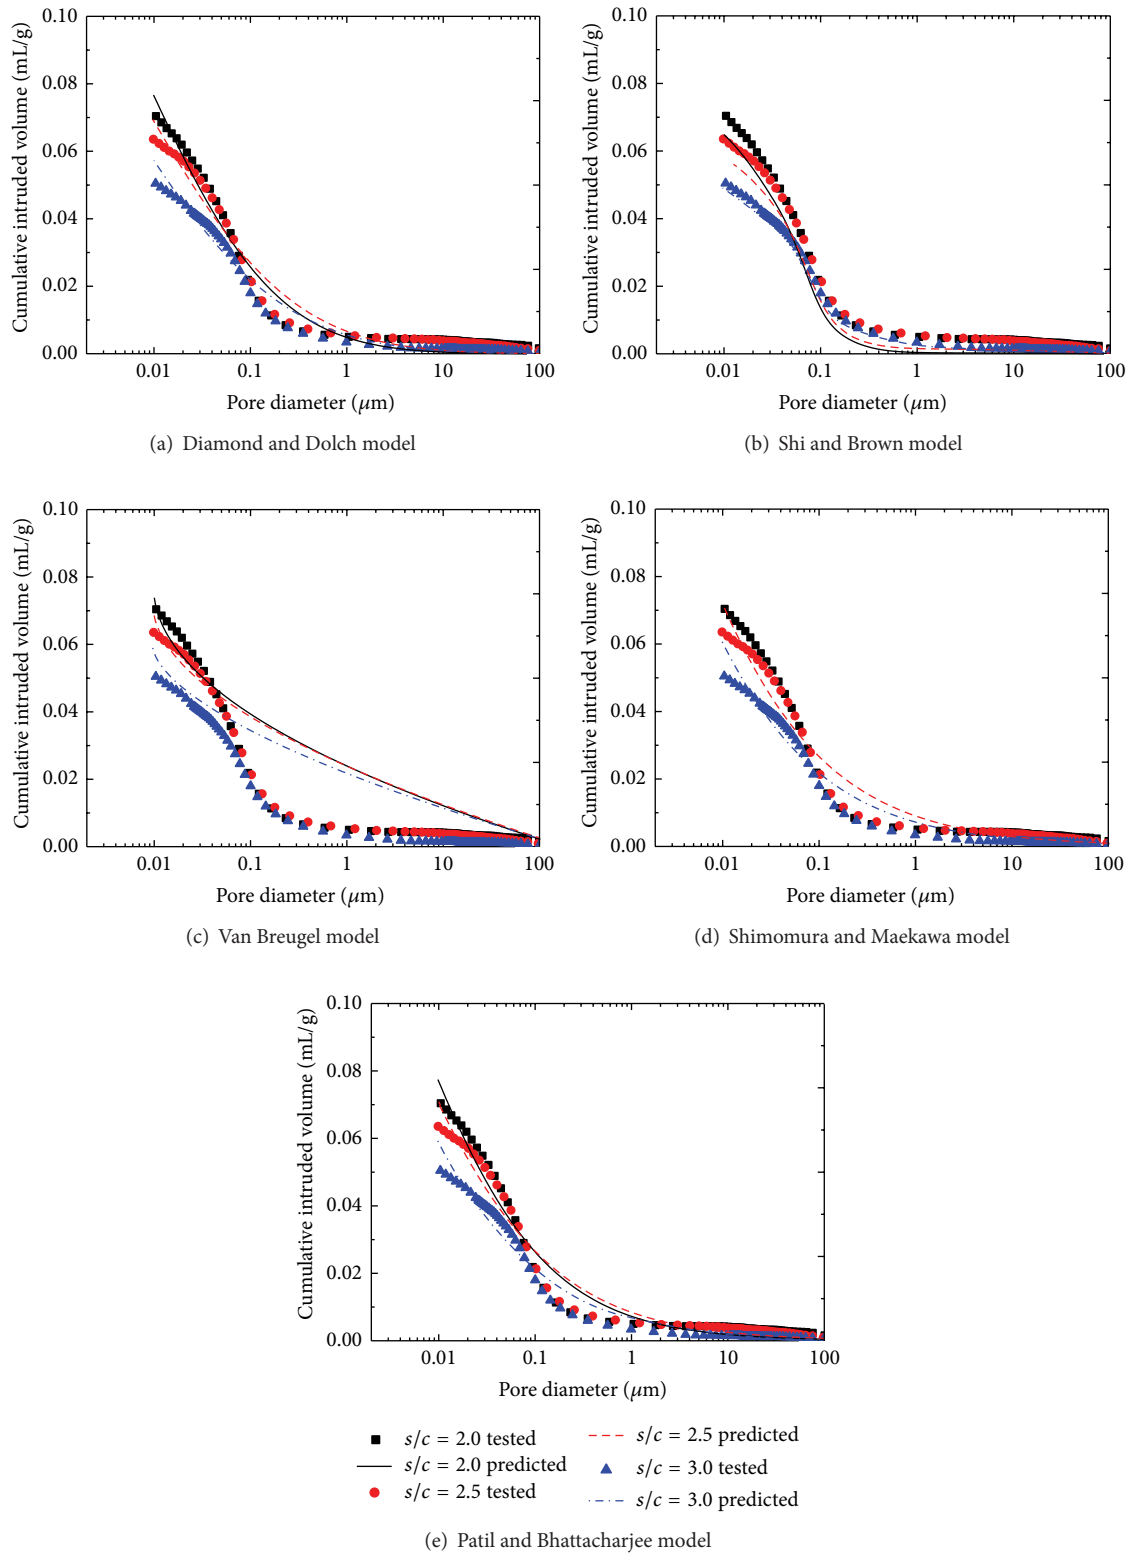 Cumulative intruded volume (mL/g)
0.10
0.08
0.06
0.04
0.02
0.00
0.01 0.1 1 10 100
Pore diameter (μm)
(a) Diamond and Dolch model
Cumulative intruded volume (mL/g)
0.10
0.08
0.06
0.04
0.02
0.00
0.01 0.1 1 10 100
Pore diameter (μm)
(b) Shi and Brown model
Cumulative intruded volume (mL/g)
0.10
0.08
0.06
0.04
0.02
0.00
0.01 0.1 1 10 100
Pore diameter (μm)
(c) Van Breugel model
Cumulative intruded volume (mL/g)
0.10
0.08
0.06
0.04
0.02
0.00
0.01 0.1 1 10 100
Pore diameter (μm)
(d) Shimomura and Maekawa model
Cumulative intruded volume (mL/g)
0.10
0.08
0.06
0.04
0.02
0.00
0.01 0.1 1 10 100
Pore diameter (μm)
s/c = 2.0 tested
s/c = 2.0 predicted
s/c = 2.5 tested
s/c = 2.5 predicted
s/c = 3.0 tested
s/c = 3.0 predicted
(e) Patil and Bhattacharjee model